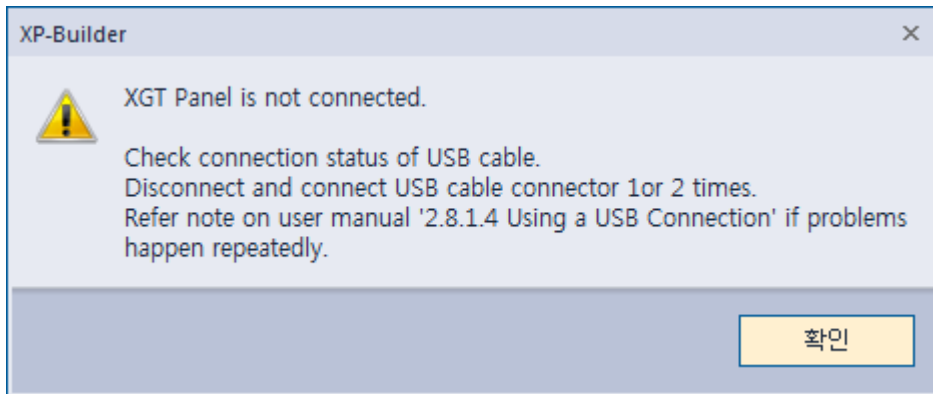 XP-Builder
XGT Panel is not connected.
Check connection status of USB cable.
Disconnect and connect USB cable connector 1or 2 times.
Refer note on user manual '2.8.1.4 Using a USB Connection' if problems
happen repeatedly.
확인